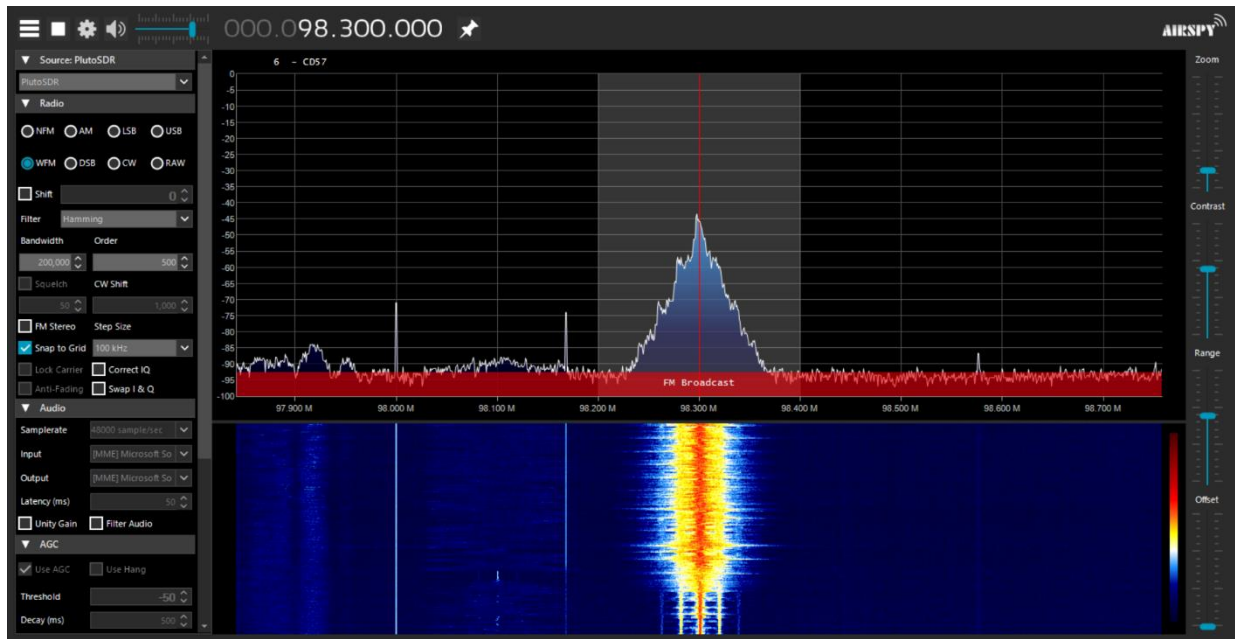 000.098.300.000
AIRSPY
Source: PlutoSDR
PlutoSDR
Radio
NFM AM LSB USB
WFM DSB CW RAW
Shift 0
Filter Hamming
Bandwidth Order
200,000 500
Squelch CW Shift
50 1,000
FM Stereo Step Size
Snap to Grid 100 kHz
Lock Carrier Correct IQ
Anti-Fading Swap I & Q
Audio
Samplerate 48000 sample/sec
Input [MME] Microsoft So
Output [MME] Microsoft So
Latency (ms) 50
Unity Gain Filter Audio
AGC
Use AGC Use Hang
Threshold -50
Decay (ms) 500
6 - CD57
0
-5
-10
-15
-20
-25
-30
-35
-40
-45
-50
-55
-60
-65
-70
-75
-80
-85
-90
-95
-100
FM Broadcast
97.900 M 98.000 M 98.100 M 98.200 M 98.300 M 98.400 M 98.500 M 98.600 M 98.700 M
Zoom
Contrast
Range
Offset